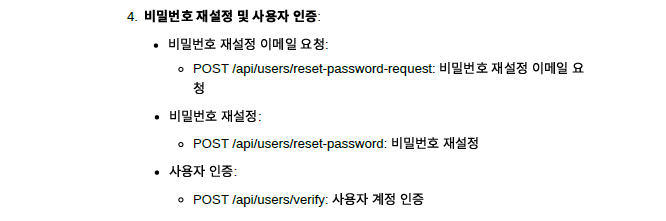 4. 비밀번호 재설정 및 사용자 인증:
• 비밀번호 재설정 이메일 요청:
◦ POST /api/users/reset-password-request: 비밀번호 재설정 이메일 요
청
• 비밀번호 재설정:
◦ POST /api/users/reset-password: 비밀번호 재설정
• 사용자 인증:
◦ POST /api/users/verify: 사용자 계정 인증